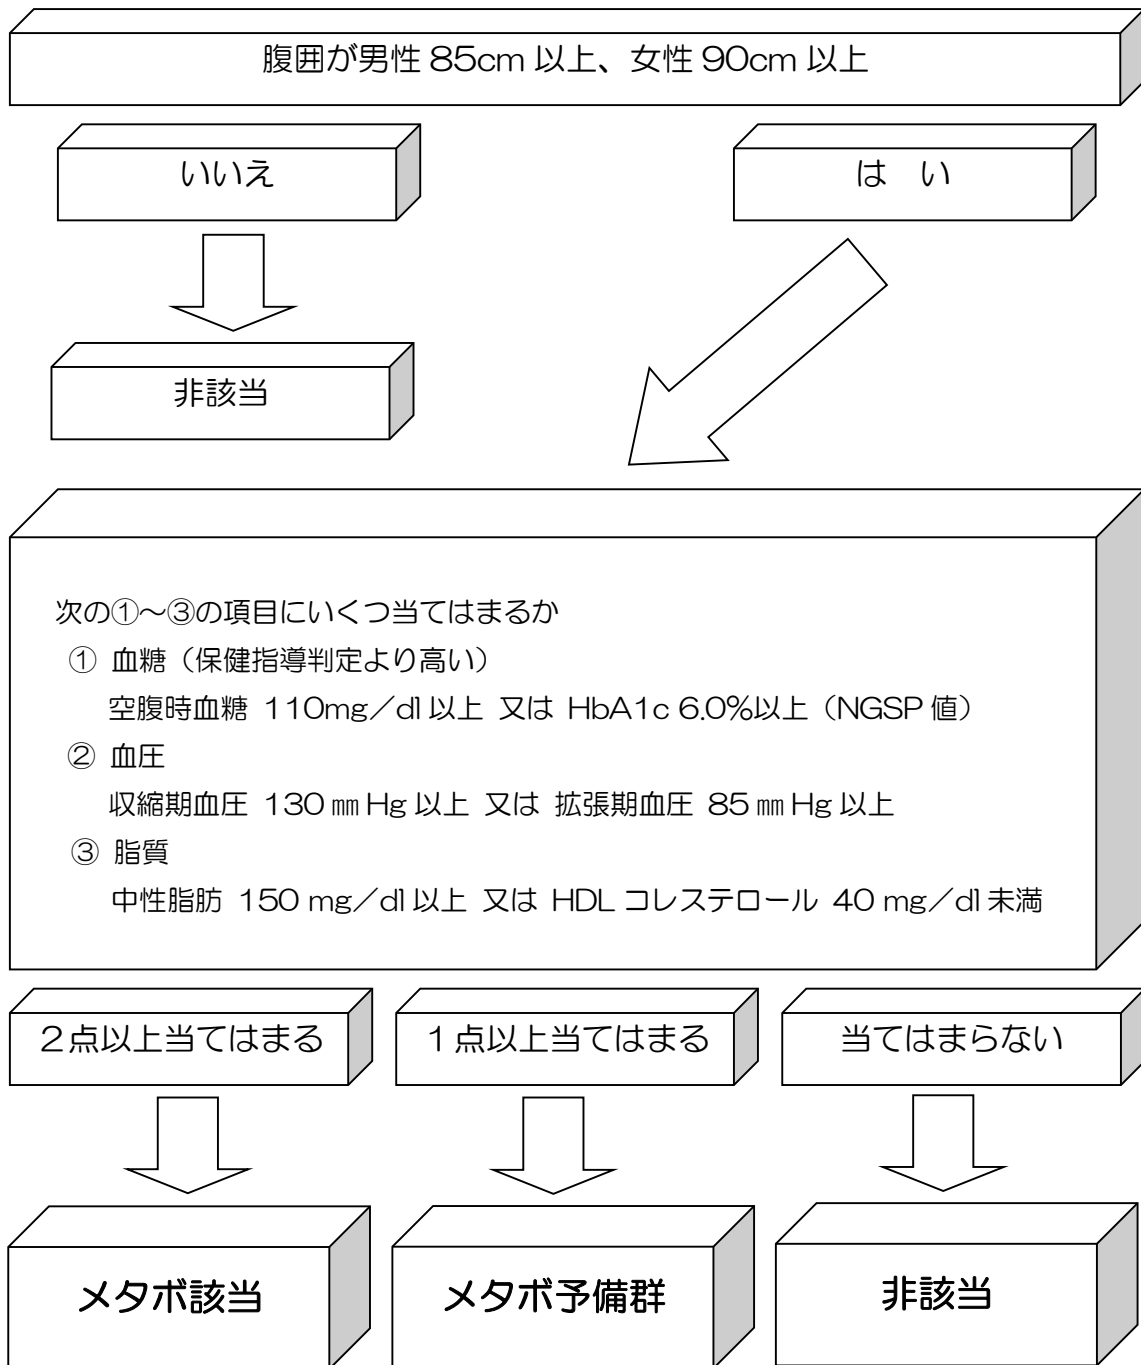 腹囲が男性 85cm 以上、女性 90cm 以上
いいえ
は　い
非該当
次の①～③の項目にいくつ当てはまるか
① 血糖（保健指導判定より高い）
空腹時血糖 110mg／dl 以上 又は HbA1c 6.0%以上（NGSP 値）
② 血圧
収縮期血圧 130 ㎜ Hg 以上 又は 拡張期血圧 85 ㎜ Hg 以上
③ 脂質
中性脂肪 150 mg／dl 以上 又は HDL コレステロール 40 mg／dl 未満
２点以上当てはまる
１点以上当てはまる
当てはまらない
メタボ該当
メタボ予備群
非該当